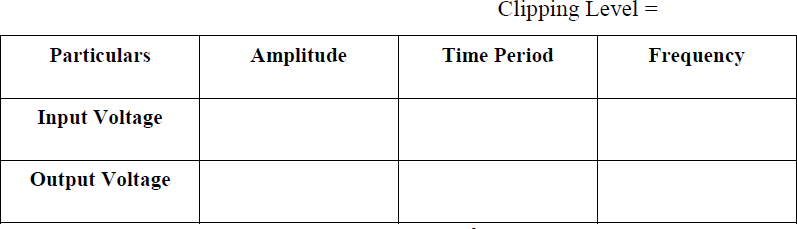 Clipping Level =
Particulars Amplitude Time Period Frequency
Input Voltage
Output Voltage